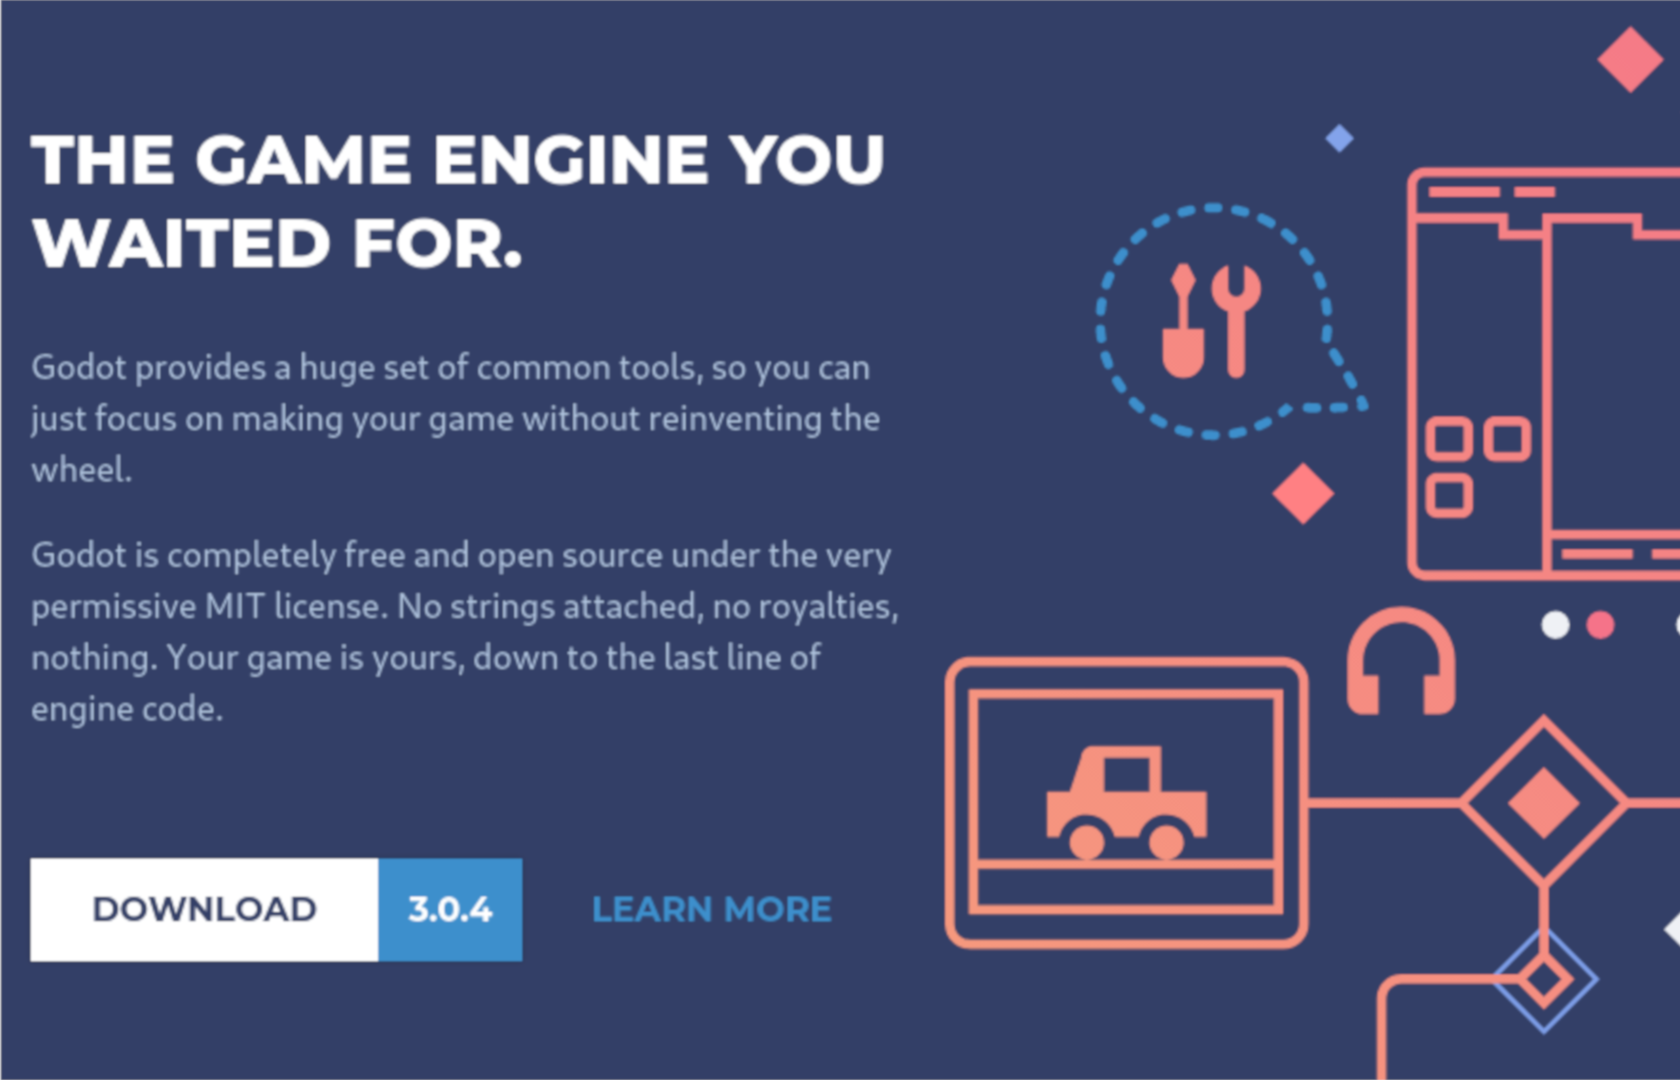 THE GAME ENGINE YOU
WAITED FOR.
Godot provides a huge set of common tools, so you can
just focus on making your game without reinventing the
wheel.
Godot is completely free and open source under the very
permissive MIT license. No strings attached, no royalties,
nothing. Your game is yours, down to the last line of
engine code.
DOWNLOAD 3.0.4 LEARN MORE